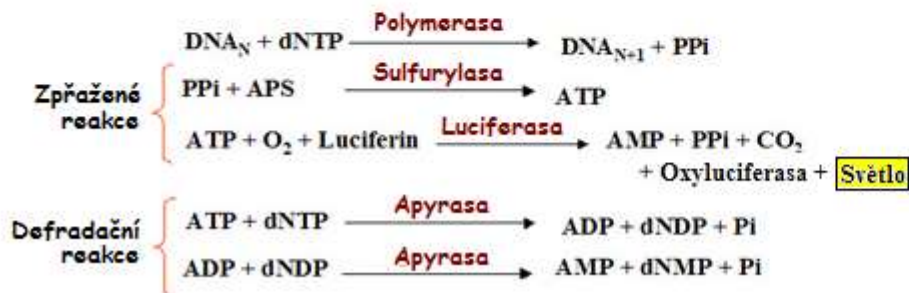 Polymerasa
DNA_N + dNTP → DNA_N+1 + PPi
Sulfurylasa
Zpřažené reakce
PPi + APS → ATP
Luciferasa
ATP + O₂ + Luciferin → AMP + PPi + CO₂
+ Oxyluciferasa + Světlo
Apyrasa
Defradační reakce
ATP + dNTP → ADP + dNDP + Pi
Apyrasa
ADP + dNDP → AMP + dNMP + Pi